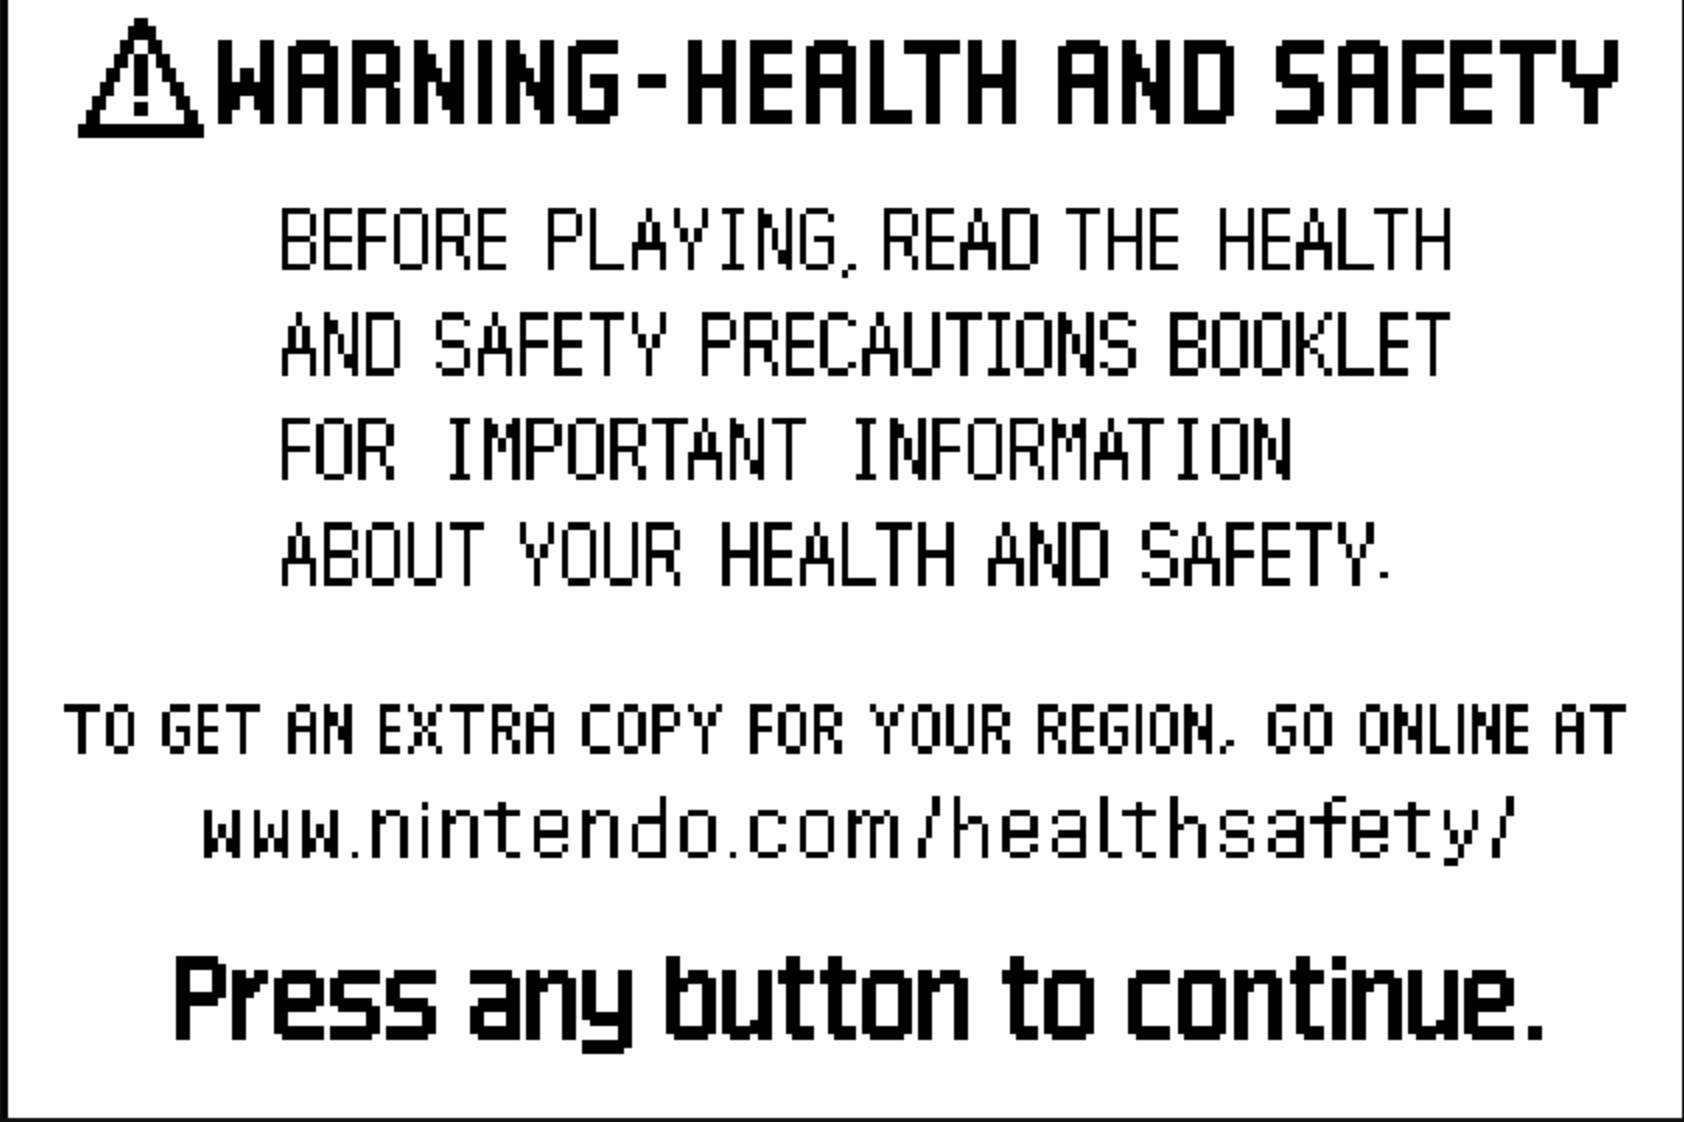 ⚠WARNING-HEALTH AND SAFETY
BEFORE PLAYING, READ THE HEALTH
AND SAFETY PRECAUTIONS BOOKLET
FOR IMPORTANT INFORMATION
ABOUT YOUR HEALTH AND SAFETY.
TO GET AN EXTRA COPY FOR YOUR REGION, GO ONLINE AT
www.nintendo.com/healthsafety/
Press any button to continue.